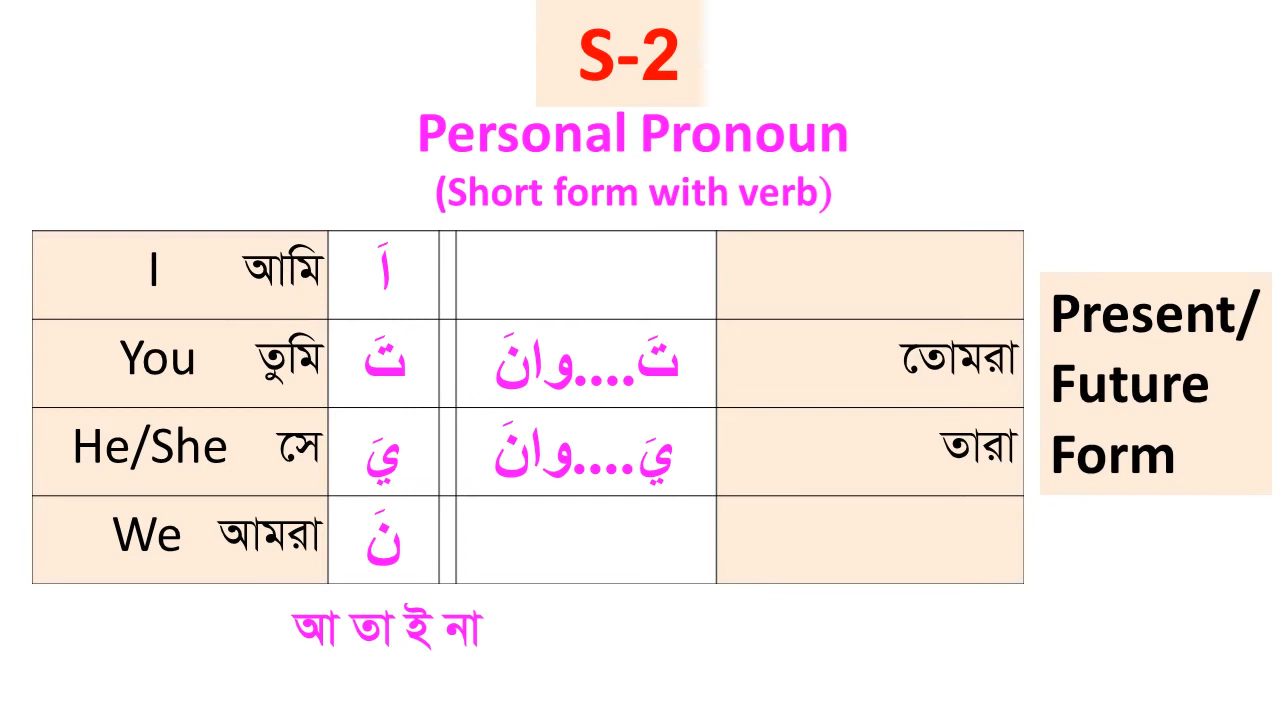 S-2
Personal Pronoun
(Short form with verb)
I আমি اَ
You তুমি تَ تَ....وانَ তোমরা
He/She সে يَ يَ....وانَ তারা
We আমরা نَ
Present/
Future
Form
আ তা ই না